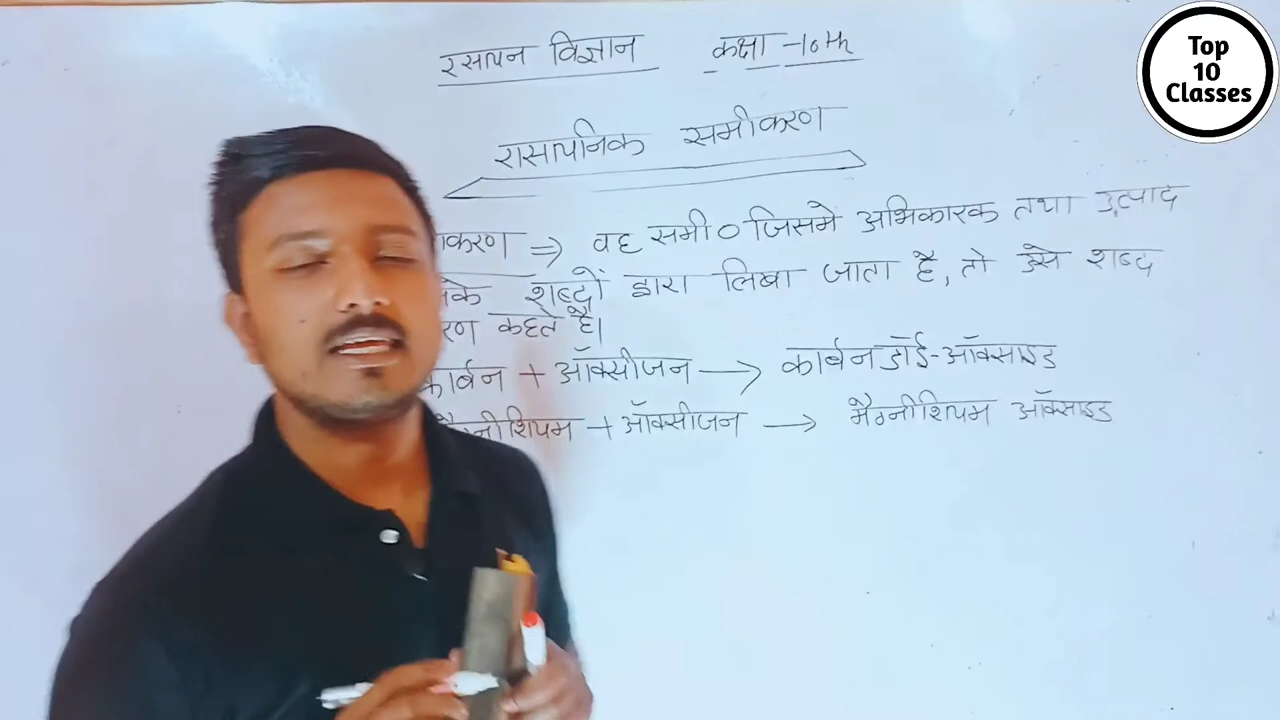 रसायन विज्ञान कक्षा -10th
रासायनिक समीकरण
करण ⇒ वह समी० जिसमे अभिकारक तथा उत्पाद
के शब्दों द्वारा लिखा जाता है, तो उसे शब्द
रण कहते है।
कार्बन + ऑक्सीजन → कार्बन डॉई-ऑक्साइड
मैग्नीशियम + ऑक्सीजन → मैग्नीशियम ऑक्साइड
Top
10
Classes